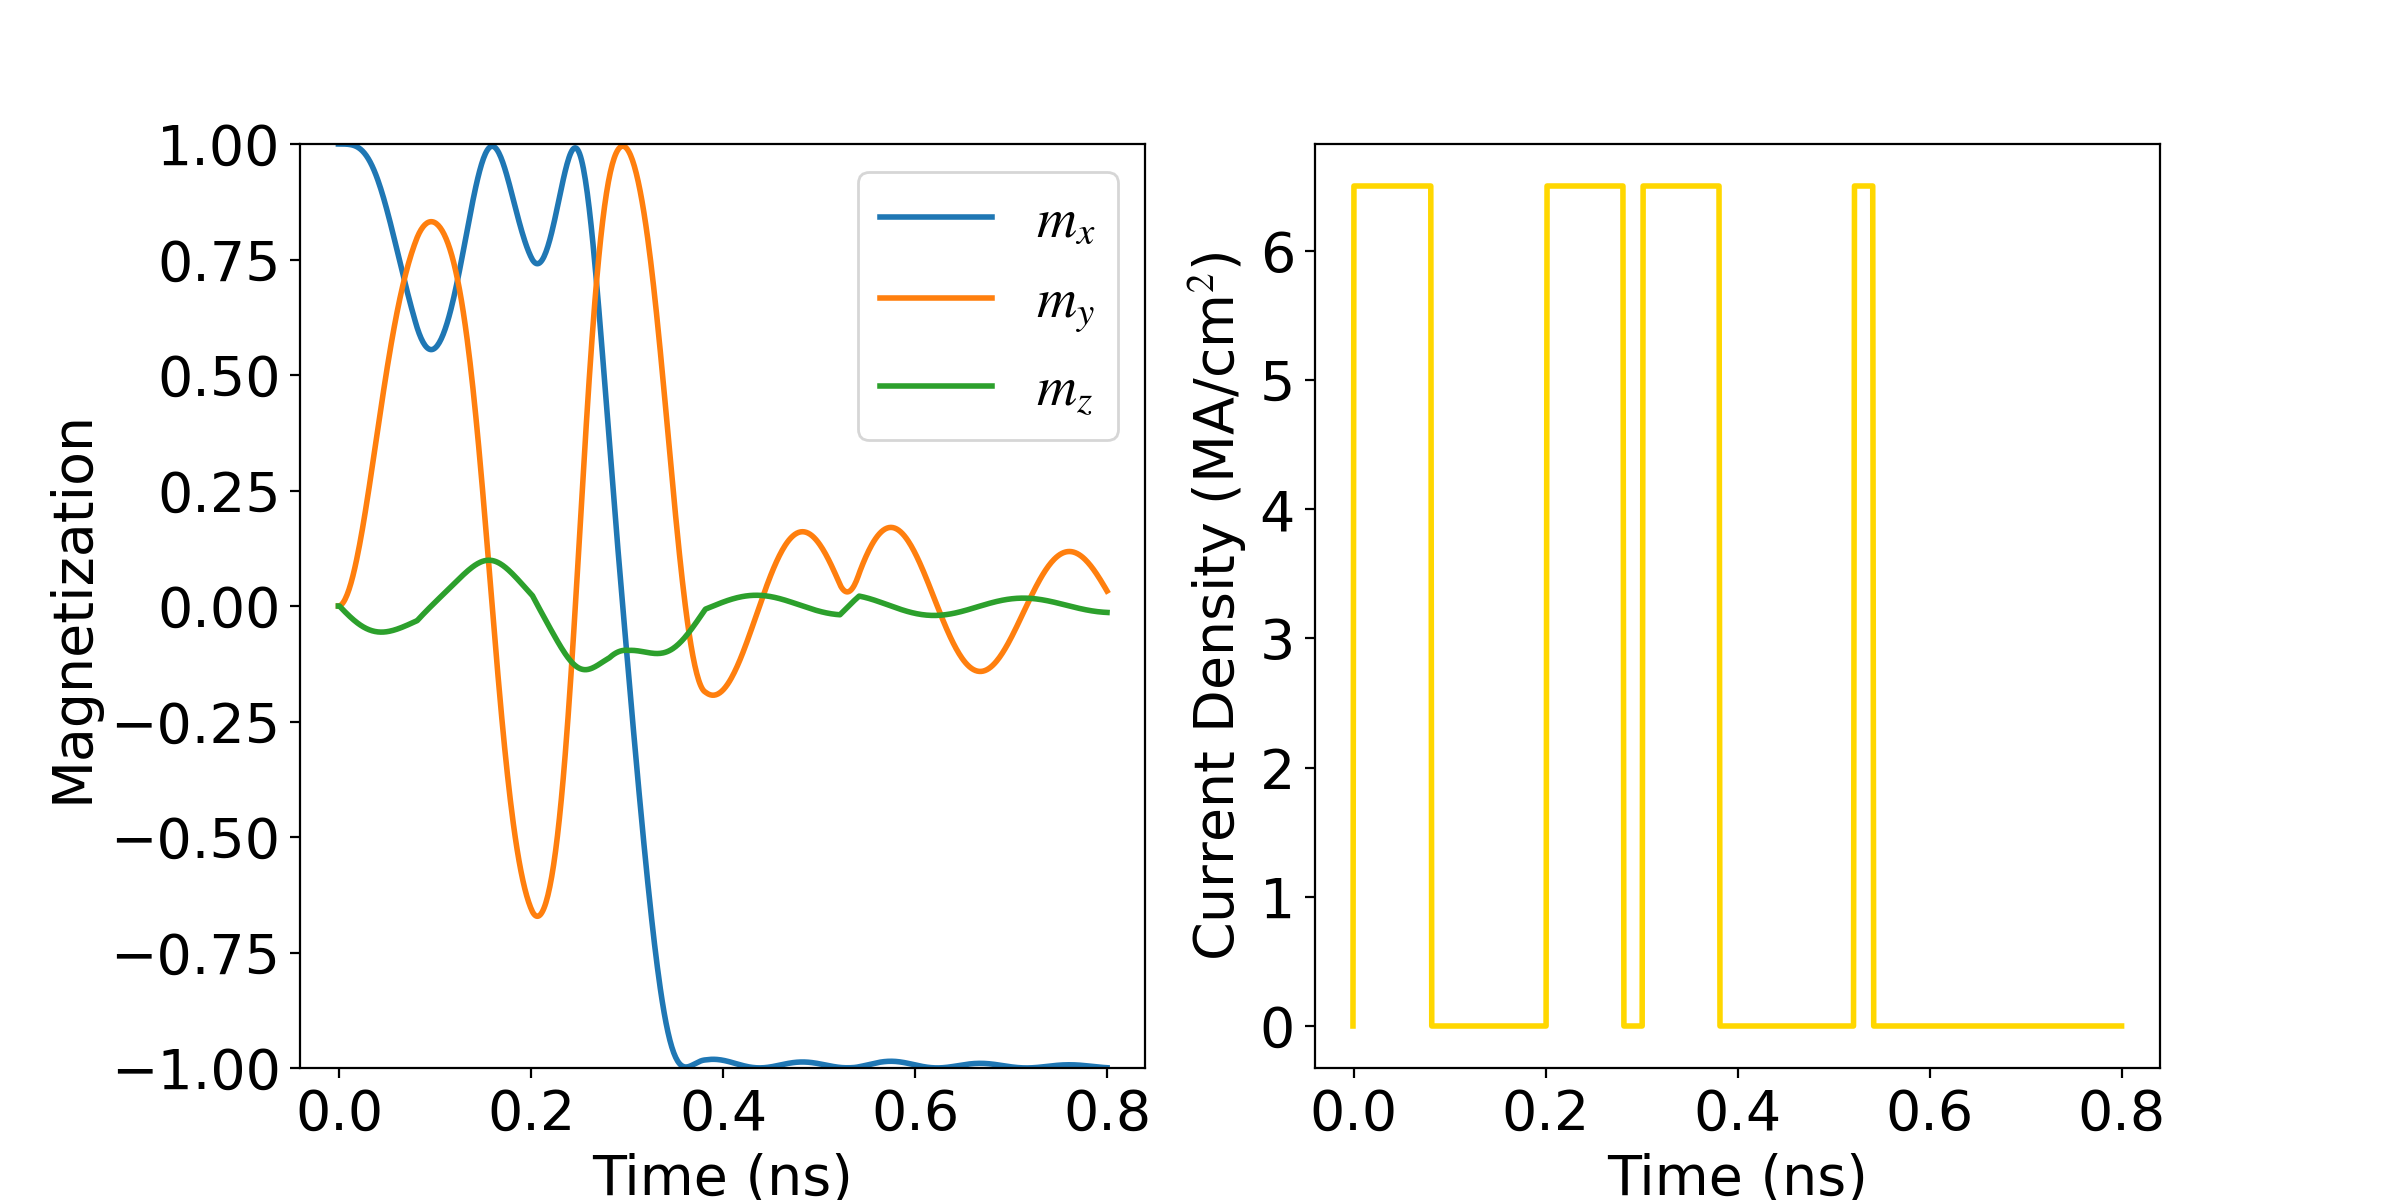 Magnetization
1.00
0.75
0.50
0.25
0.00
−0.25
−0.50
−0.75
−1.00
0.0 0.2 0.4 0.6 0.8
Time (ns)
mₓ
m_y
m_z
Current Density (MA/cm²)
6
5
4
3
2
1
0
0.0 0.2 0.4 0.6 0.8
Time (ns)